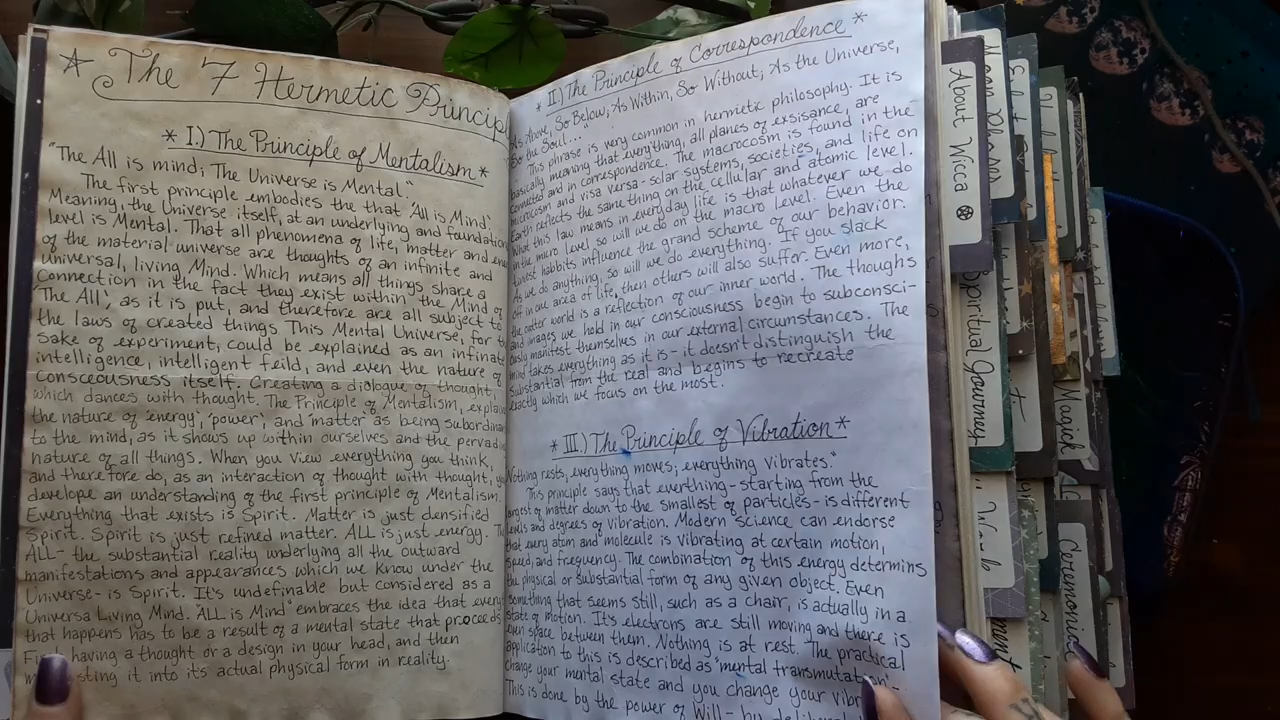 The 7 Hermetic Princip
* I.) The Principle of Mentalism *
"The All is mind; The Universe is Mental."
The first principle embodies the that 'All is Mind'.
Meaning, the Universe itself, at an underlying and foundation
level is Mental. That all phenomena of life, matter and ene
of the material universe are thoughts of an infinite and
universal, living Mind. Which means all things share a
Connection in the fact they exist within the Mind of
'The All', as it is put, and therefore are all subject to
the laws of created things This Mental Universe, for th
Sake of experiment, could be explained as an infinate
intelligence, intelligent feild, and even the nature of
consceousness itself. Creating a dialogue of thought,
which dances with thought. The Principle of Mentalism, explain
the nature of 'energy', 'power', and 'matter' as being subordina
to the mind, as it shows up within ourselves and the pervad
nature of all things. When you view everything you think,
and therefore do, as an interaction of thought with thought, yo
develope an understanding of the first principle of Mentalism.
Everything that exists is Spirit. Matter is just densified
Spirit. Spirit is just refined matter. ALL is just energy. Th
ALL- the substantial reality underlying all the outward
manifestations and appearances which we know under the
Universe- is Spirit. It's undefinable but considered as a
Universa Living Mind. "ALL is Mind" embraces the idea that every
that happens has to be a result of a mental state that proceeds
having a thought or a design in your head, and then
sting it into its actual physical form in reality.
* II.) The Principle of Correspondence *
As Above, So Below; As Within, So Without; As the Universe,
So the Soul..."
This phrase is very common in hermetic philosophy. It is
basically meaning that everything, all planes of exsisance, are
connected and in correspondence. The macrocosm is found in the
microcosm and visa versa- solar systems, societies, and life on
Earth reflects the same thing on the cellular and atomic level.
What this law means in everyday life is that whatever we do
in the micro level so will we do on the macro level. Even the
tiniest habits influence the grand scheme of our behavior.
As we do anything, so will we do everything. If you slack
off in one area of life, then others will also suffer. Even more,
the outter world is a reflection of our inner world. The thoughs
and images we hold in our consciousness begin to subconsci-
ously manifest themselves in our external circumstances. The
mind takes everything as it is- it doesn't distinguish the
substantial from the real and begins to recreate
exactly which we focus on the most.
* III.) The Principle of Vibration *
Nothing rests, everything moves; everything vibrates."
This principle says that everthing- starting from the
largest of matter down to the smallest of particles- is different
levels and degrees of vibration. Modern science can endorse
that every atom and molecule is vibrating at certain motion,
speed, and freguency. The combination of this energy determins
the physical or substantial form of any given object. Even
something that seems still, such as a chair, is actually in a
state of motion. It's electrons are still moving and there is
even space between them. Nothing is at rest. The practical
application to this is described as 'mental transmutation'-
change your mental state and you change your vibr
This is done by the power of Will- by
About Wicca
Moon Phases
Spiritual Journey
Magick
Ceremonic